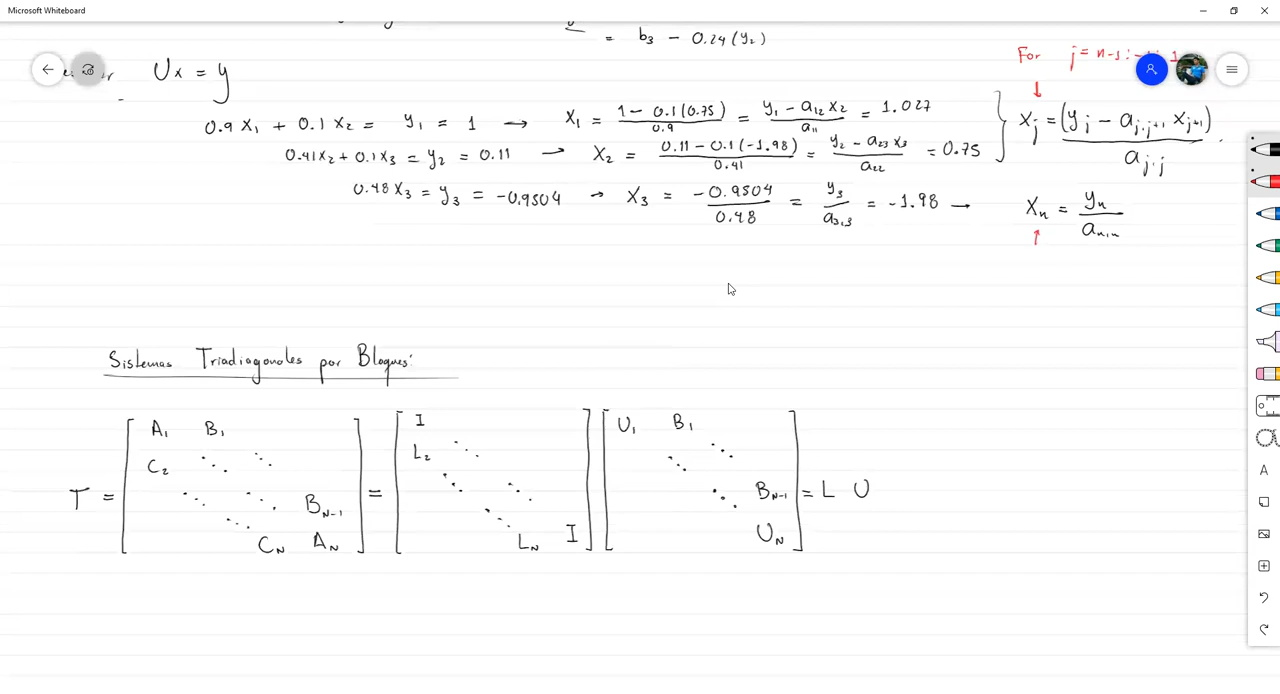 Microsoft Whiteboard
= b3 - 0.24 (y2)
For j = n-1 : -1 : 1
Ux = y
0.9 X1 + 0.1 X2 = y1 = 1 → X1 = (1 - 0.1(0.75))/0.9 = (y1 - a12 x2)/a11 = 1.027
Xj = (yj - aj,j+1 Xj+1)/aj,j
0.41X2 + 0.1X3 = y2 = 0.11 → X2 = (0.11 - 0.1(-1.98))/0.41 = (y2 - a23 x3)/a22 = 0.75
0.48 X3 = y3 = -0.9504 → X3 = -0.9504/0.48 = y3/a3,3 = -1.98 → Xn = yn/an,n
Sistemas Triadiagonales por Bloques:
T = [A1 B1 C2 ⋱ ⋱ ⋱ ⋱ BN-1 ⋱ CN AN] = [I L2 ⋱ ⋱ ⋱ ⋱ LN I] [U1 B1 ⋱ ⋱ ⋱ BN-1 UN] = L U
A